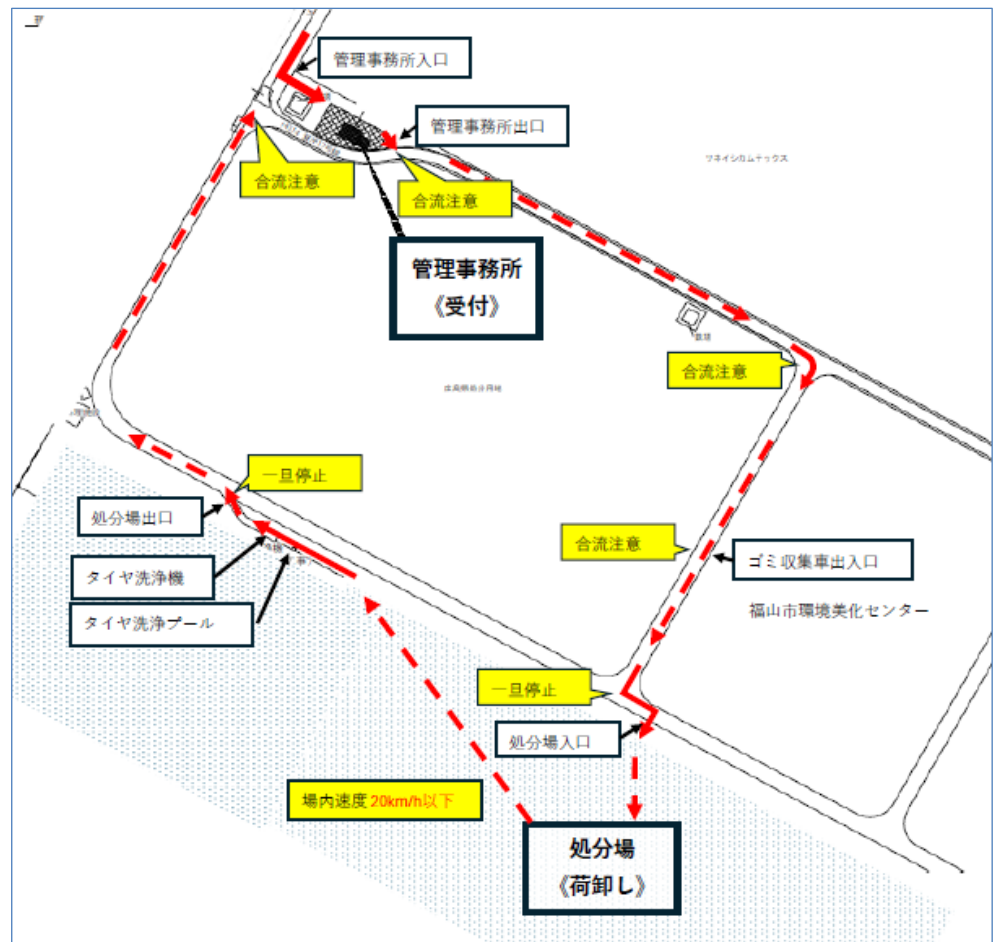 管理事務所入口
管理事務所出口
ツネイシカムテックス
合流注意
合流注意
管理事務所
《受付》
合流注意
一旦停止
処分場出口
合流注意
ゴミ収集車出入口
タイヤ洗浄機
福山市環境美化センター
タイヤ洗浄プール
一旦停止
処分場入口
場内速度 20km/h以下
処分場
《荷卸し》